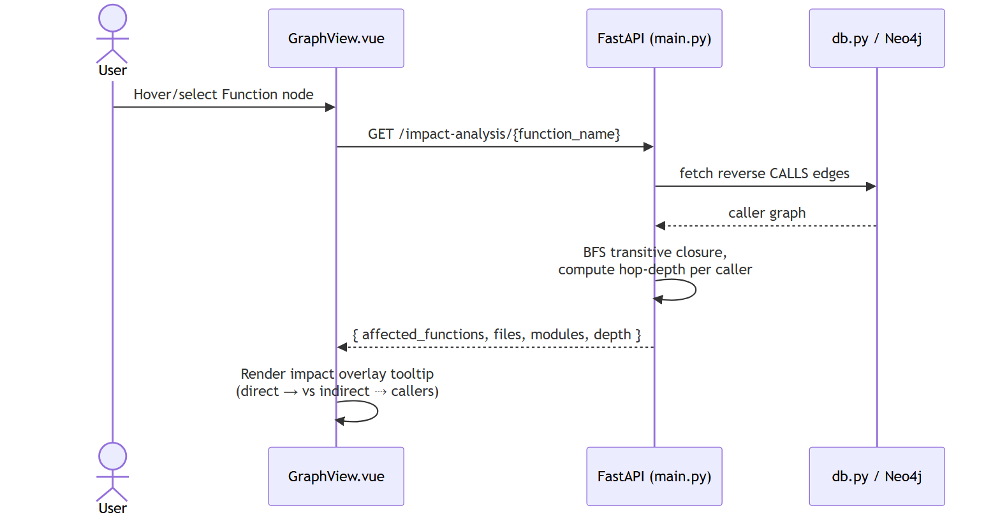 GraphView.vue
FastAPI (main.py)
db.py / Neo4j
User
Hover/select Function node
GET /impact-analysis/{function_name}
fetch reverse CALLS edges
caller graph
BFS transitive closure,
compute hop-depth per caller
{ affected_functions, files, modules, depth }
Render impact overlay tooltip
(direct → vs indirect ⇢ callers)
GraphView.vue
FastAPI (main.py)
db.py / Neo4j
User